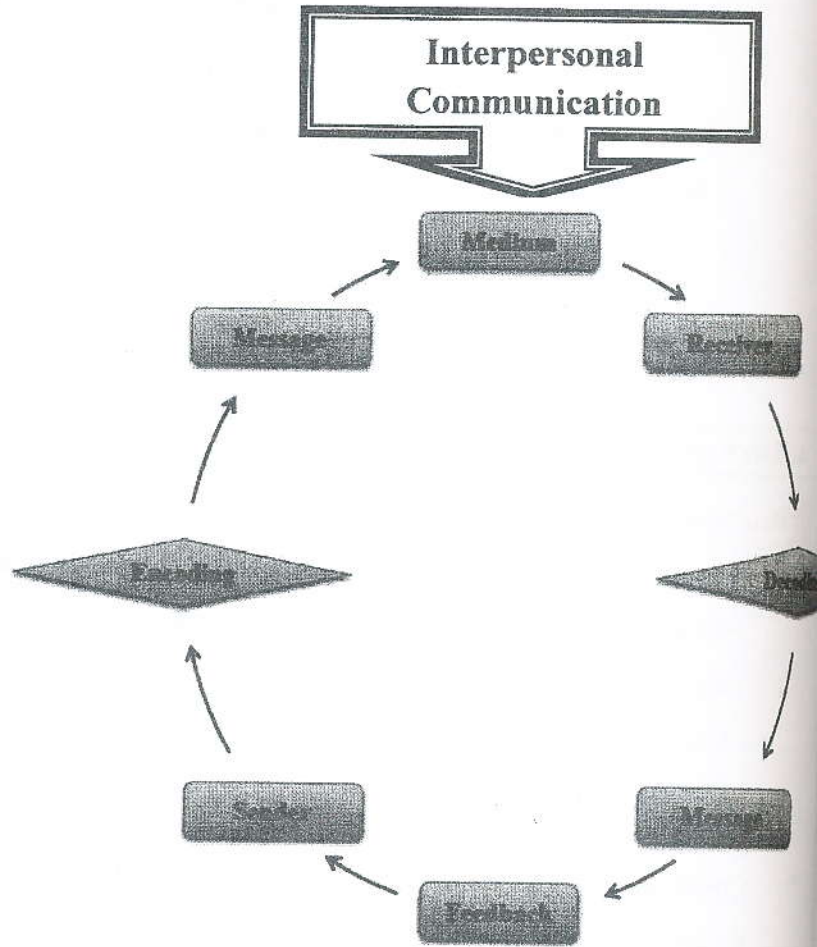 Interpersonal
Communication
Medium
Message
Receiver
Encoding
Sender
Message
Feedback